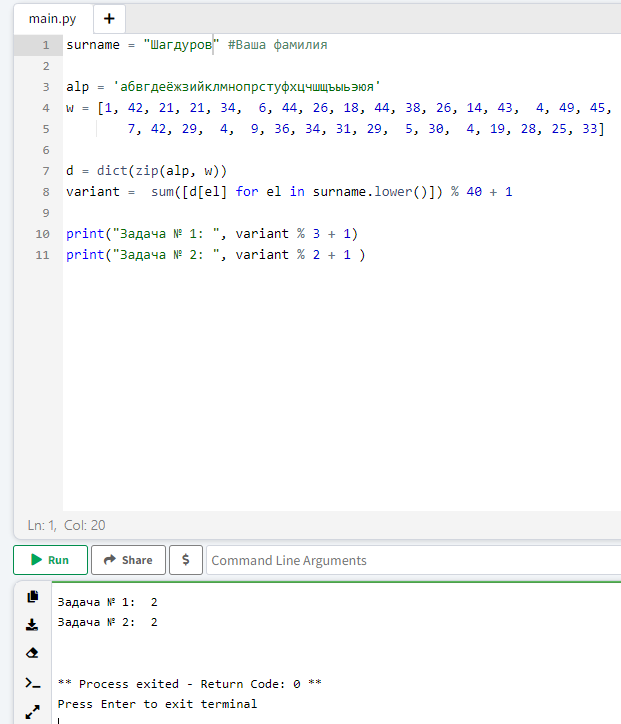 main.py +
1 surname = "Шагдуров" #Ваша фамилия
2
3 alp = 'абвгдеёжзийклмнопрстуфхцчшщъыьэюя'
4 w = [1, 42, 21, 21, 34,  6, 44, 26, 18, 44, 38, 26, 14, 43,  4, 49, 45,
5         7, 42, 29,  4,  9, 36, 34, 31, 29,  5, 30,  4, 19, 28, 25, 33]
6
7 d = dict(zip(alp, w))
8 variant =  sum([d[el] for el in surname.lower()]) % 40 + 1
9
10 print("Задача № 1: ", variant % 3 + 1)
11 print("Задача № 2: ", variant % 2 + 1 )
Ln: 1,  Col: 20
Run Share $ Command Line Arguments
Задача № 1:  2
Задача № 2:  2
** Process exited - Return Code: 0 **
Press Enter to exit terminal